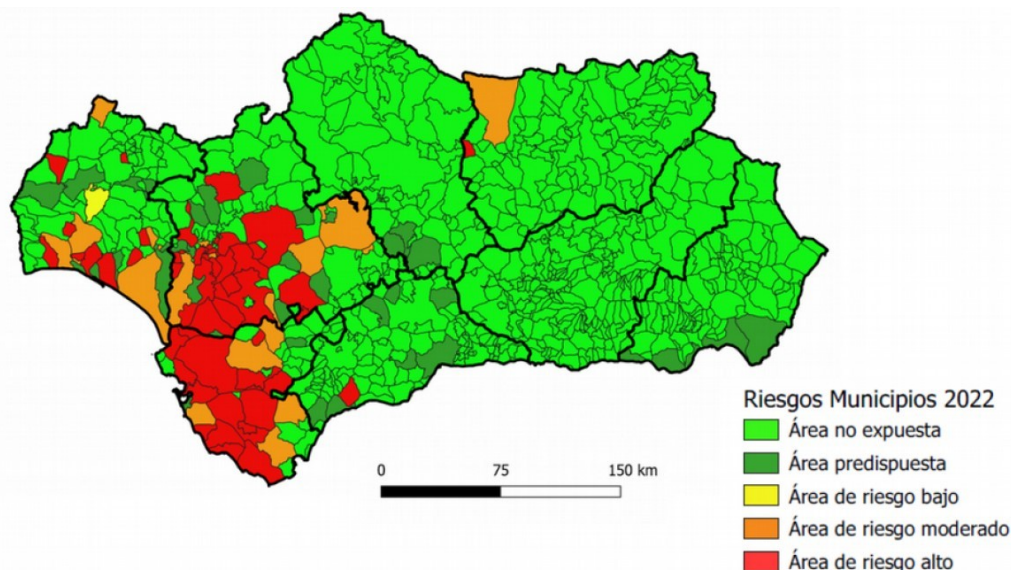 Riesgos Municipios 2022
Área no expuesta
Área predispuesta
Área de riesgo bajo
Área de riesgo moderado
Área de riesgo alto
0 75 150 km